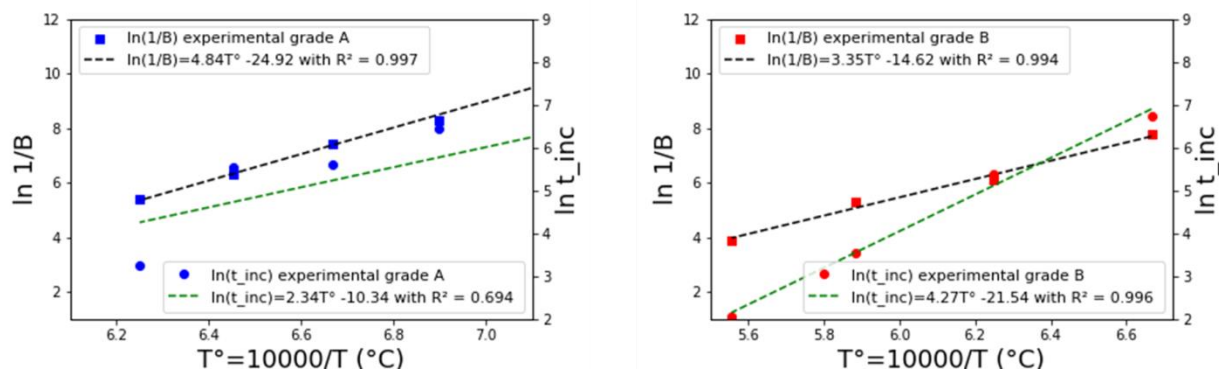 12
10
8
6
4
2
ln 1/B
9
8
7
6
5
4
3
2
ln t_inc
ln(1/B) experimental grade A
ln(1/B)=4.84T° -24.92 with R² = 0.997
ln(t_inc) experimental grade A
ln(t_inc)=2.34T° -10.34 with R² = 0.694
6.2 6.4 6.6 6.8 7.0
T°=10000/T (°C)
12
10
8
6
4
2
ln 1/B
9
8
7
6
5
4
3
2
ln t_inc
ln(1/B) experimental grade B
ln(1/B)=3.35T° -14.62 with R² = 0.994
ln(t_inc) experimental grade B
ln(t_inc)=4.27T° -21.54 with R² = 0.996
5.6 5.8 6.0 6.2 6.4 6.6
T°=10000/T (°C)